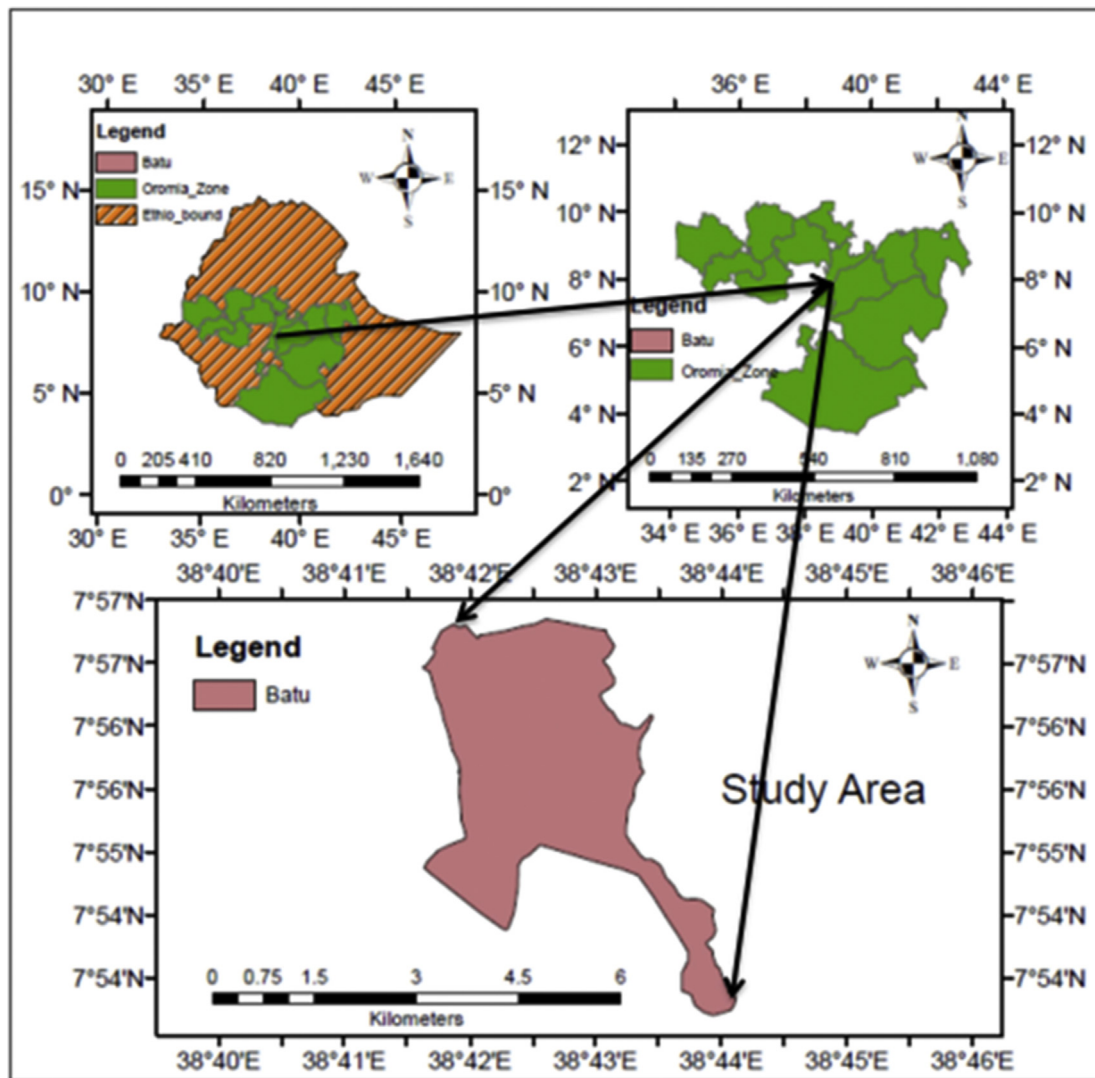 30° E 35° E 40° E 45° E
Legend
Batu
Oromia_Zone
Ethio_bound
N
W E
S
15° N 15° N
10° N 10° N
5° N 5° N
0° 0°
0 205 410 820 1,230 1,640
Kilometers
30° E 35° E 40° E 45° E
36° E 40° E 44° E
12° N 12° N
N
W E
S
10° N 10° N
8° N 8° N
Legend
Batu
Oromia_Zone
6° N 6° N
4° N 4° N
2° N 2° N
0 135 270 540 810 1,080
Kilometers
34° E 36° E 38° E 40° E 42° E 44° E
38°40'E 38°41'E 38°42'E 38°43'E 38°44'E 38°45'E 38°46'E
7°57'N
Legend
Batu
N
W E
S
7°57'N 7°57'N
7°56'N 7°56'N
7°56'N 7°56'N
Study Area
7°55'N 7°55'N
7°54'N 7°54'N
7°54'N 7°54'N
0 0.75 1.5 3 4.5 6
Kilometers
38°40'E 38°41'E 38°42'E 38°43'E 38°44'E 38°45'E 38°46'E